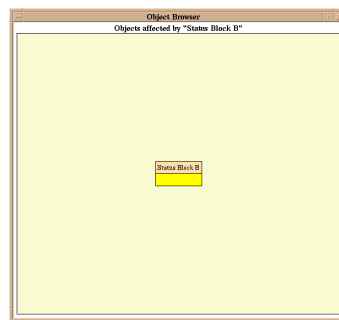 Object Browser
Objects affected by "Status Block B"
Status Block B